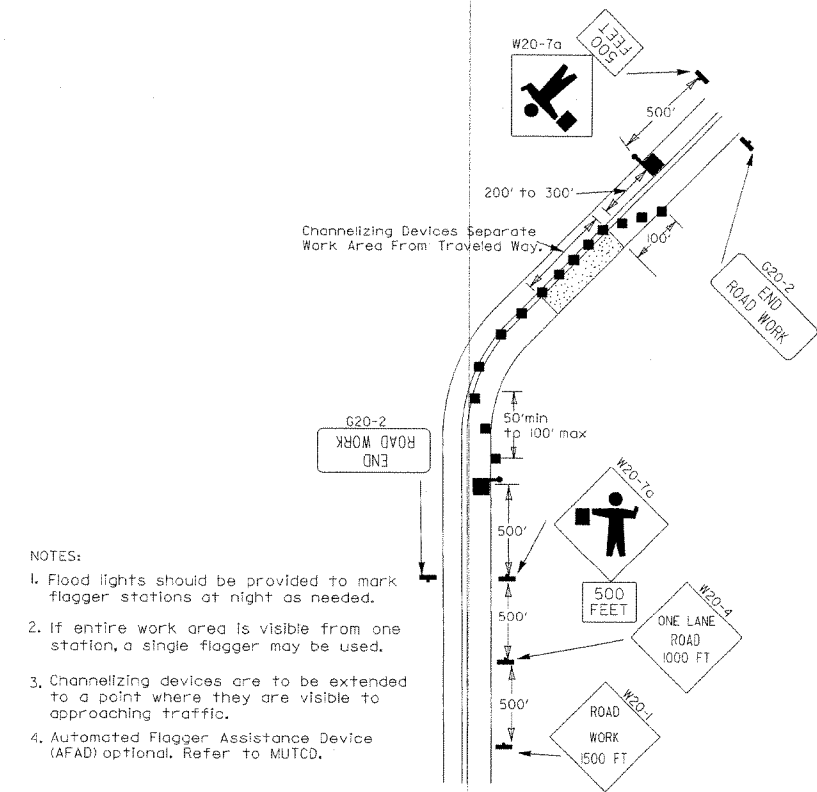 W20-7a
500
FEET
500'
200' to 300'
Channelizing Devices Separate
Work Area From Traveled Way.
100'
G20-2
END
ROAD WORK
50'min
to 100' max
G20-2
END
ROAD WORK
W20-7a
500'
500
FEET
500'
W20-4
ONE LANE
ROAD
1000 FT
500'
W20-1
ROAD
WORK
1500 FT
NOTES:
1. Flood lights should be provided to mark
flagger stations at night as needed.
2. If entire work area is visible from one
station, a single flagger may be used.
3. Channelizing devices are to be extended
to a point where they are visible to
approaching traffic.
4. Automated Flagger Assistance Device
(AFAD) optional. Refer to MUTCD.